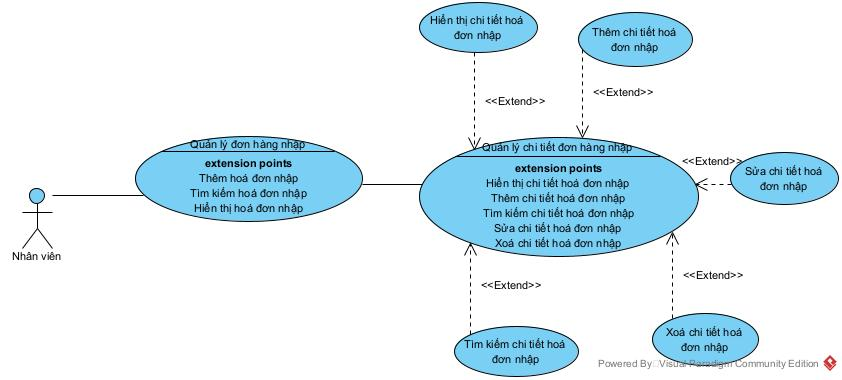 Hiển thị chi tiết hoá
đơn nhập
Thêm chi tiết hoá
đơn nhập
<<Extend>>
<<Extend>>
Quản lý đơn hàng nhập
extension points
Thêm hoá đơn nhập
Tìm kiếm hoá đơn nhập
Hiển thị hoá đơn nhập
Quản lý chi tiết đơn hàng nhập
extension points
Hiển thị chi tiết hoá đơn nhập
Thêm chi tiết hoá đơn nhập
Tìm kiếm chi tiết hoá đơn nhập
Sửa chi tiết hoá đơn nhập
Xoá chi tiết hoá đơn nhập
<<Extend>>
Sửa chi tiết hoá
đơn nhập
Nhân viên
<<Extend>>
<<Extend>>
Tìm kiếm chi tiết hoá
đơn nhập
Xoá chi tiết hoá
đơn nhập
Powered By Visual Paradigm Community Edition